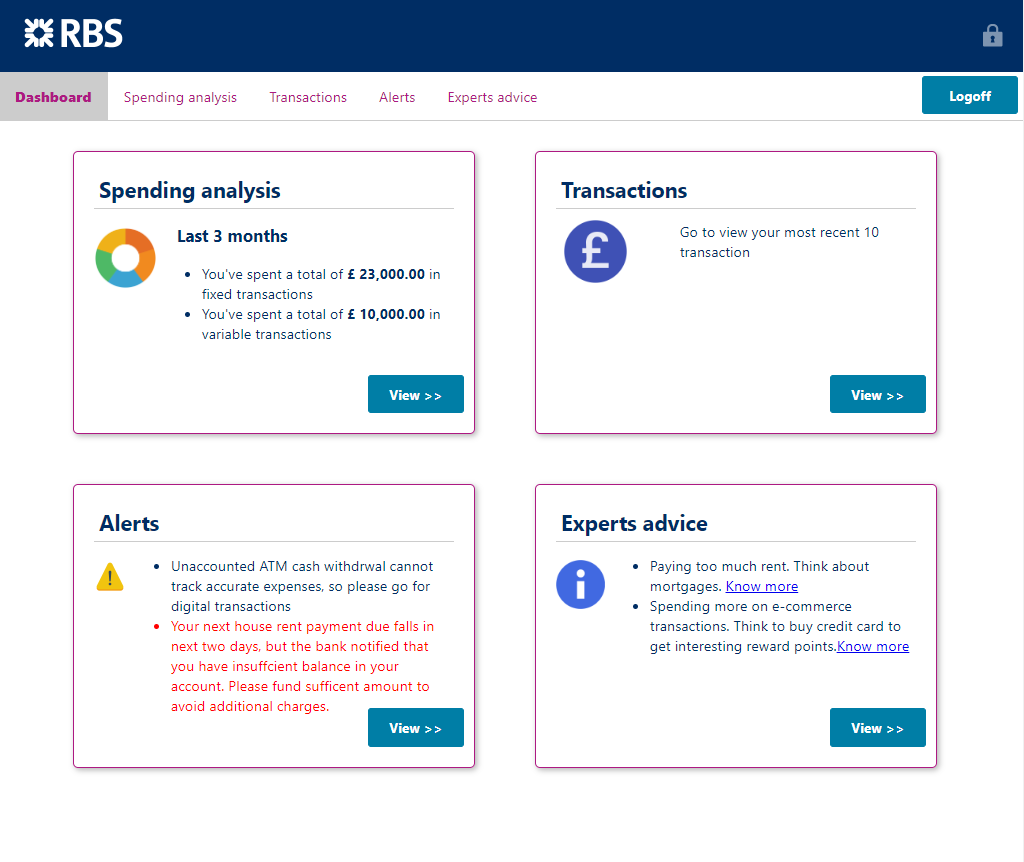 RBS
Dashboard Spending analysis Transactions Alerts Experts advice Logoff
Spending analysis
Last 3 months
You've spent a total of £ 23,000.00 in
fixed transactions
You've spent a total of £ 10,000.00 in
variable transactions
View >>
Transactions
£
Go to view your most recent 10
transaction
View >>
Alerts
!
Unaccounted ATM cash withdrwal cannot
track accurate expenses, so please go for
digital transactions
Your next house rent payment due falls in
next two days, but the bank notified that
you have insuffcient balance in your
account. Please fund sufficent amount to
avoid additional charges.
View >>
Experts advice
i
Paying too much rent. Think about
mortgages. Know more
Spending more on e-commerce
transactions. Think to buy credit card to
get interesting reward points.Know more
View >>